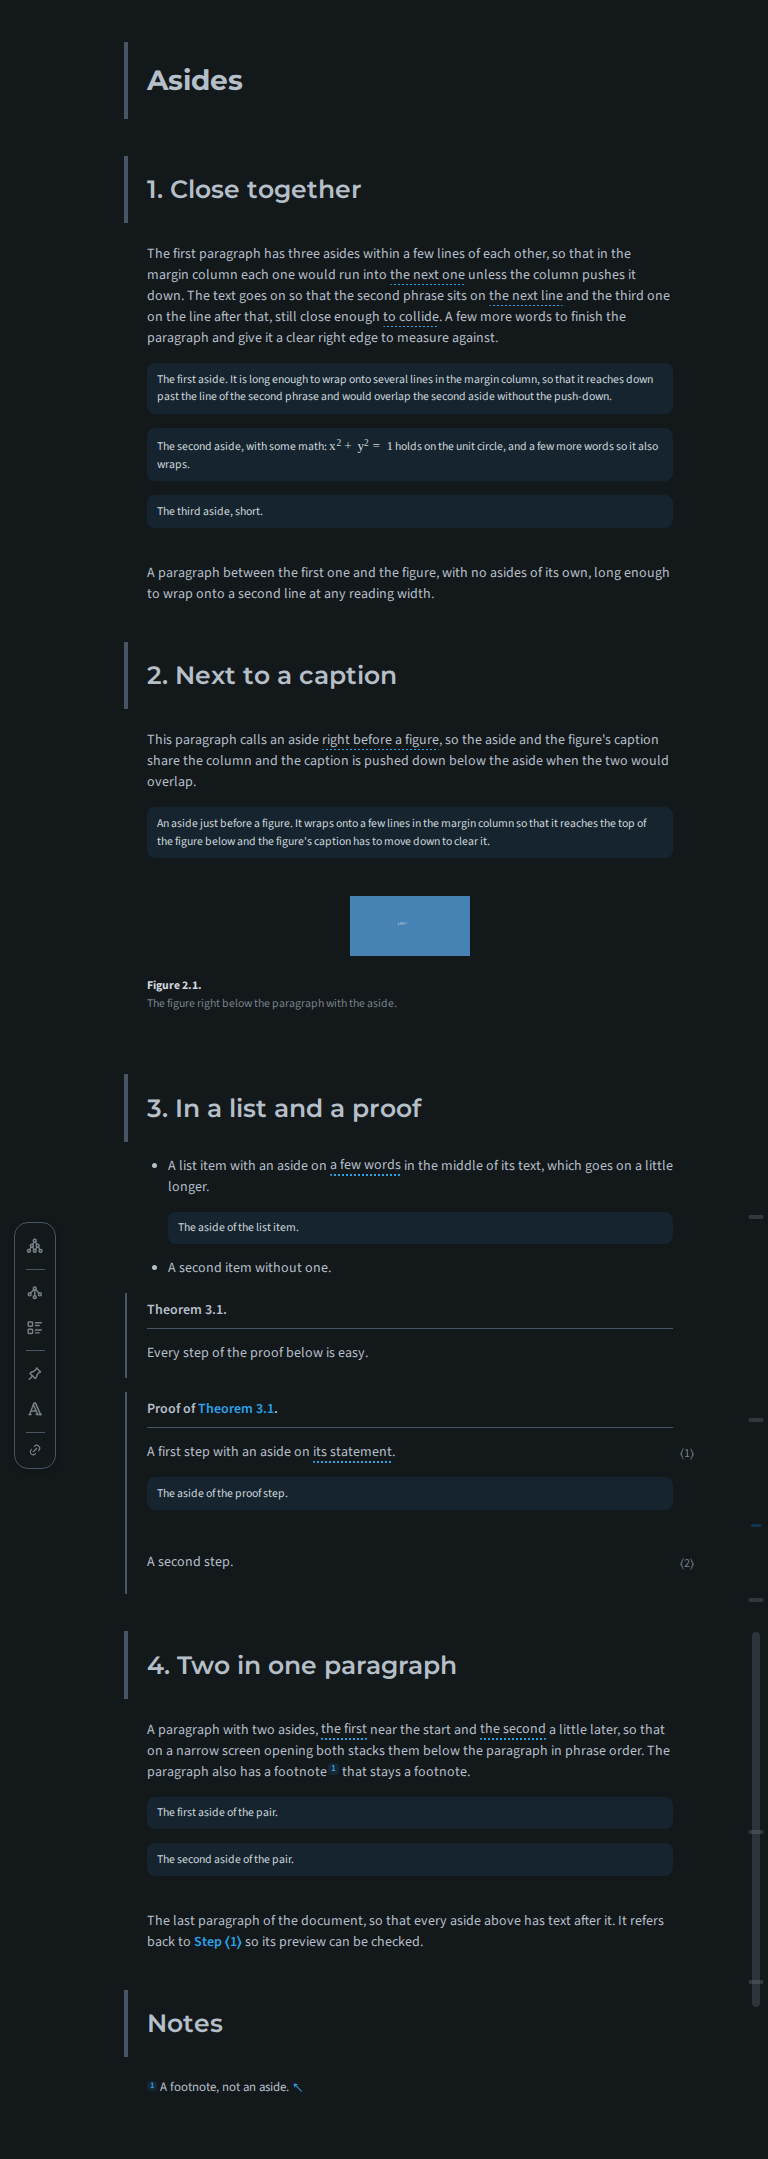 Asides
1. Close together
The first paragraph has three asides within a few lines of each other, so that in the
margin column each one would run into the next one unless the column pushes it
down. The text goes on so that the second phrase sits on the next line and the third one
on the line after that, still close enough to collide. A few more words to finish the
paragraph and give it a clear right edge to measure against.
The first aside. It is long enough to wrap onto several lines in the margin column, so that it reaches down
past the line of the second phrase and would overlap the second aside without the push-down.
The second aside, with some math: x² + y² = 1 holds on the unit circle, and a few more words so it also
wraps.
The third aside, short.
A paragraph between the first one and the figure, with no asides of its own, long enough
to wrap onto a second line at any reading width.
2. Next to a caption
This paragraph calls an aside right before a figure, so the aside and the figure's caption
share the column and the caption is pushed down below the aside when the two would
overlap.
An aside just before a figure. It wraps onto a few lines in the margin column so that it reaches the top of
the figure below and the figure's caption has to move down to clear it.
Figure 2.1.
The figure right below the paragraph with the aside.
3. In a list and a proof
• A list item with an aside on a few words in the middle of its text, which goes on a little
longer.
The aside of the list item.
• A second item without one.
Theorem 3.1.
Every step of the proof below is easy.
Proof of Theorem 3.1.
A first step with an aside on its statement. ⟨1⟩
The aside of the proof step.
A second step. ⟨2⟩
4. Two in one paragraph
A paragraph with two asides, the first near the start and the second a little later, so that
on a narrow screen opening both stacks them below the paragraph in phrase order. The
paragraph also has a footnote 1 that stays a footnote.
The first aside of the pair.
The second aside of the pair.
The last paragraph of the document, so that every aside above has text after it. It refers
back to Step ⟨1⟩ so its preview can be checked.
Notes
1 A footnote, not an aside. ↖